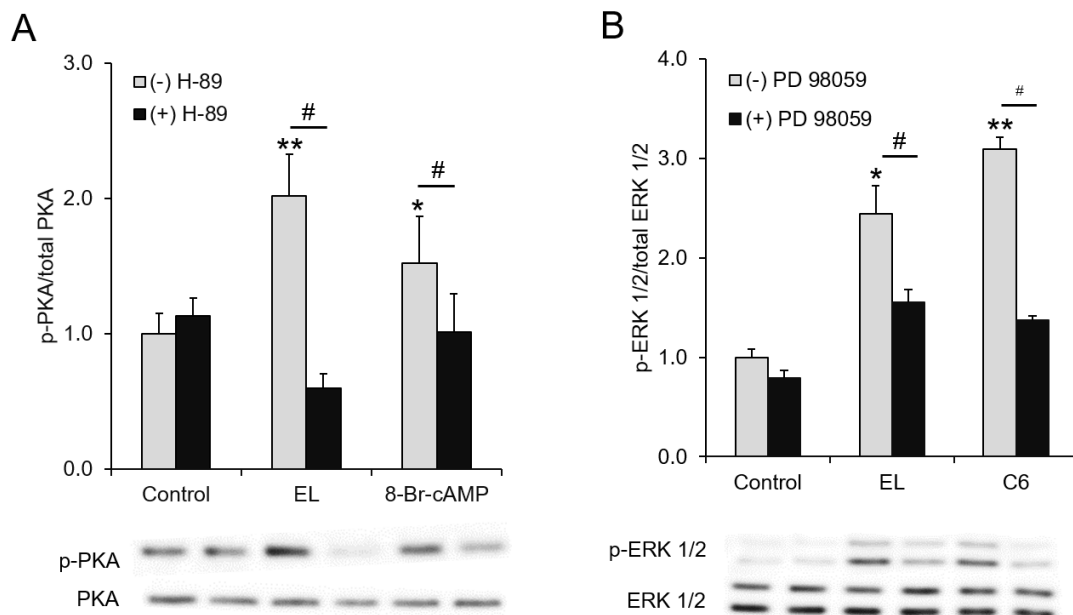 A
p-PKA/total PKA
3.0
2.0
1.0
0.0
(-) H-89
(+) H-89
**
#
*
#
Control EL 8-Br-cAMP
p-PKA
PKA
B
p-ERK 1/2/total ERK 1/2
4.0
3.0
2.0
1.0
0.0
(-) PD 98059
(+) PD 98059
*
#
**
#
Control EL C6
p-ERK 1/2
ERK 1/2